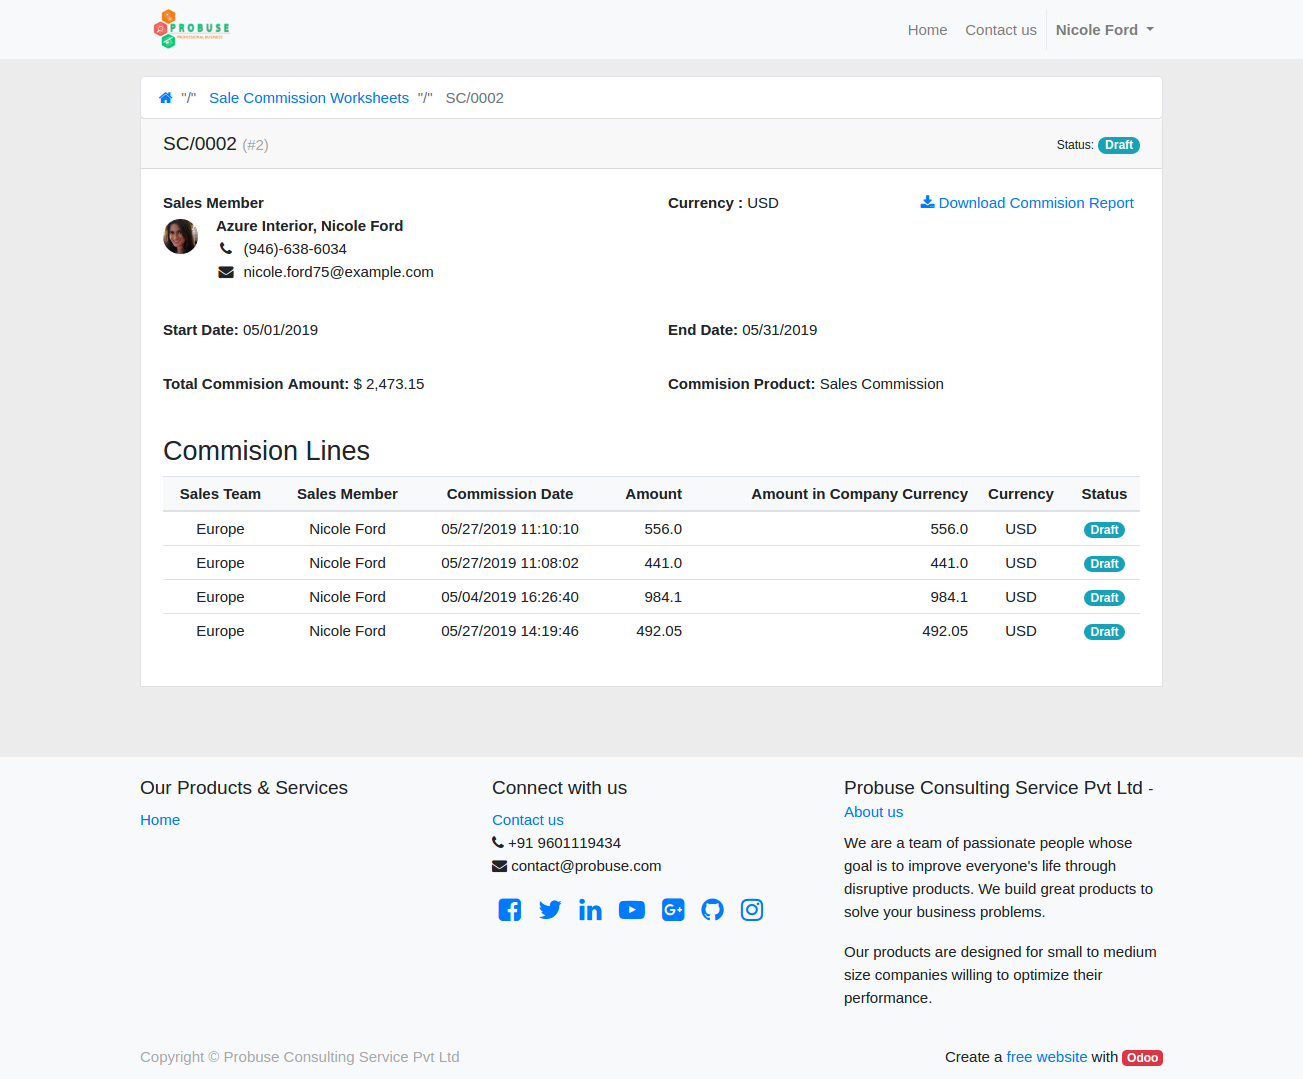 PROBUSE
PROFESSIONAL BUSINESS
Home Contact us Nicole Ford
"/" Sale Commission Worksheets "/" SC/0002
SC/0002 (#2)
Status: Draft
Sales Member
Azure Interior, Nicole Ford
(946)-638-6034
nicole.ford75@example.com
Currency : USD
Download Commision Report
Start Date: 05/01/2019
End Date: 05/31/2019
Total Commision Amount: $ 2,473.15
Commision Product: Sales Commission
Commision Lines
Sales Team Sales Member Commission Date Amount Amount in Company Currency Currency Status
Europe Nicole Ford 05/27/2019 11:10:10 556.0 556.0 USD Draft
Europe Nicole Ford 05/27/2019 11:08:02 441.0 441.0 USD Draft
Europe Nicole Ford 05/04/2019 16:26:40 984.1 984.1 USD Draft
Europe Nicole Ford 05/27/2019 14:19:46 492.05 492.05 USD Draft
Our Products & Services
Home
Connect with us
Contact us
+91 9601119434
contact@probuse.com
Probuse Consulting Service Pvt Ltd -
About us
We are a team of passionate people whose
goal is to improve everyone's life through
disruptive products. We build great products to
solve your business problems.
Our products are designed for small to medium
size companies willing to optimize their
performance.
Copyright © Probuse Consulting Service Pvt Ltd
Create a free website with Odoo